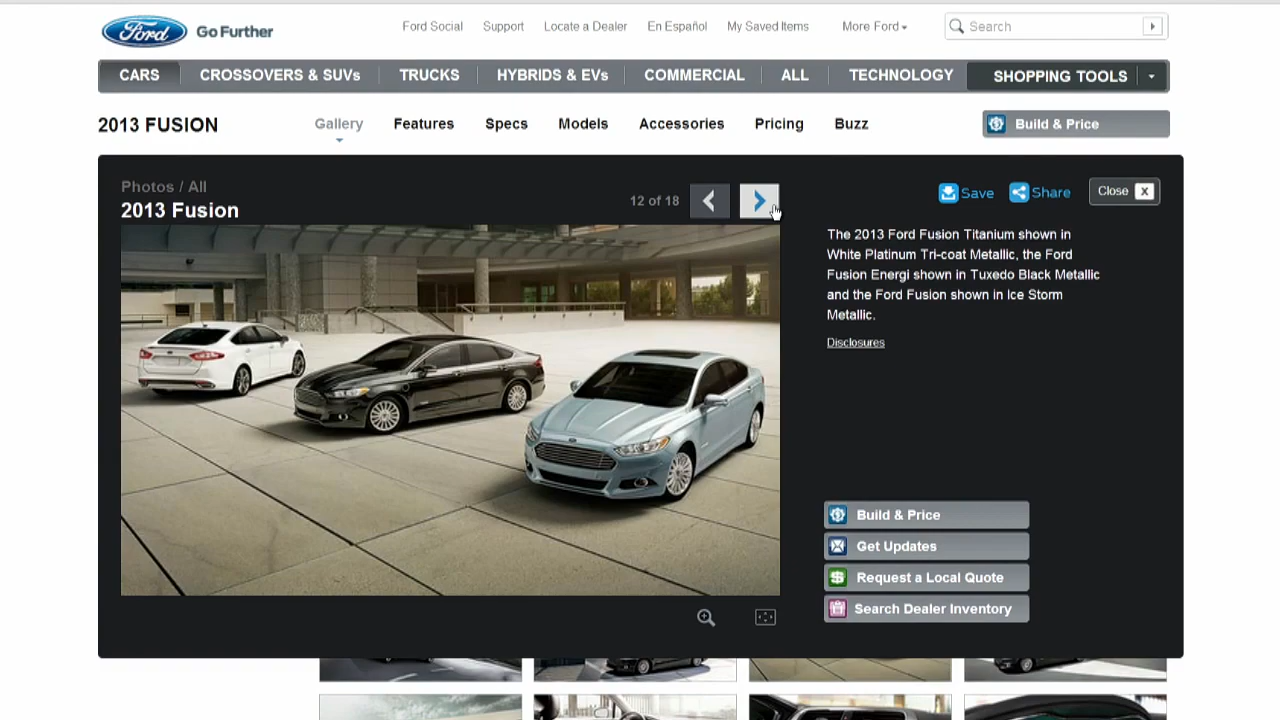 Ford Go Further
Ford Social Support Locate a Dealer En Español My Saved Items More Ford Search
CARS CROSSOVERS & SUVs TRUCKS HYBRIDS & EVs COMMERCIAL ALL TECHNOLOGY SHOPPING TOOLS
2013 FUSION Gallery Features Specs Models Accessories Pricing Buzz Build & Price
Photos / All
2013 Fusion
12 of 18
Save Share Close X
The 2013 Ford Fusion Titanium shown in
White Platinum Tri-coat Metallic, the Ford
Fusion Energi shown in Tuxedo Black Metallic
and the Ford Fusion shown in Ice Storm
Metallic.
Disclosures
Build & Price
Get Updates
Request a Local Quote
Search Dealer Inventory